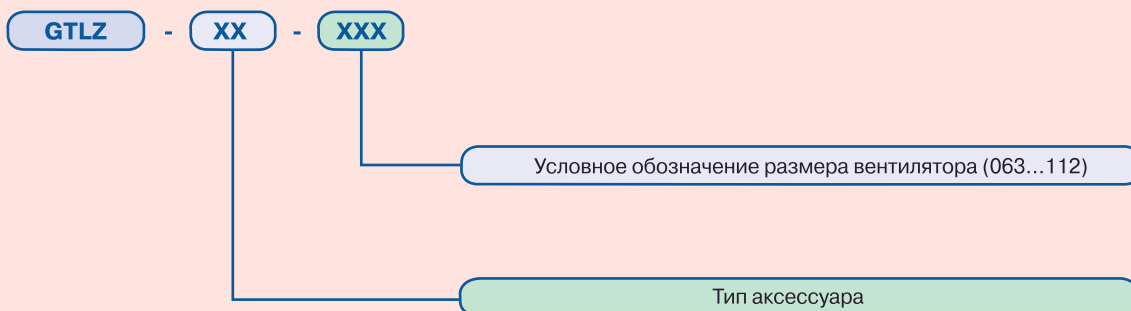 GTLZ - XX - XXX
Условное обозначение размера вентилятора (063...112)
Тип аксессуара